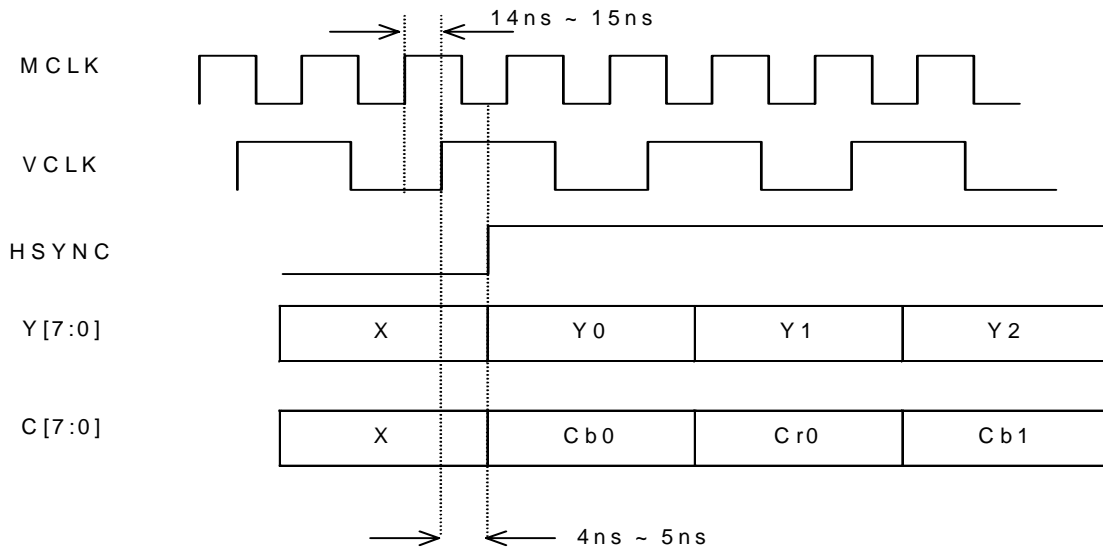 14ns ~ 15ns
MCLK
VCLK
HSYNC
Y[7:0] X Y0 Y1 Y2
C[7:0] X Cb0 Cr0 Cb1
4ns ~ 5ns